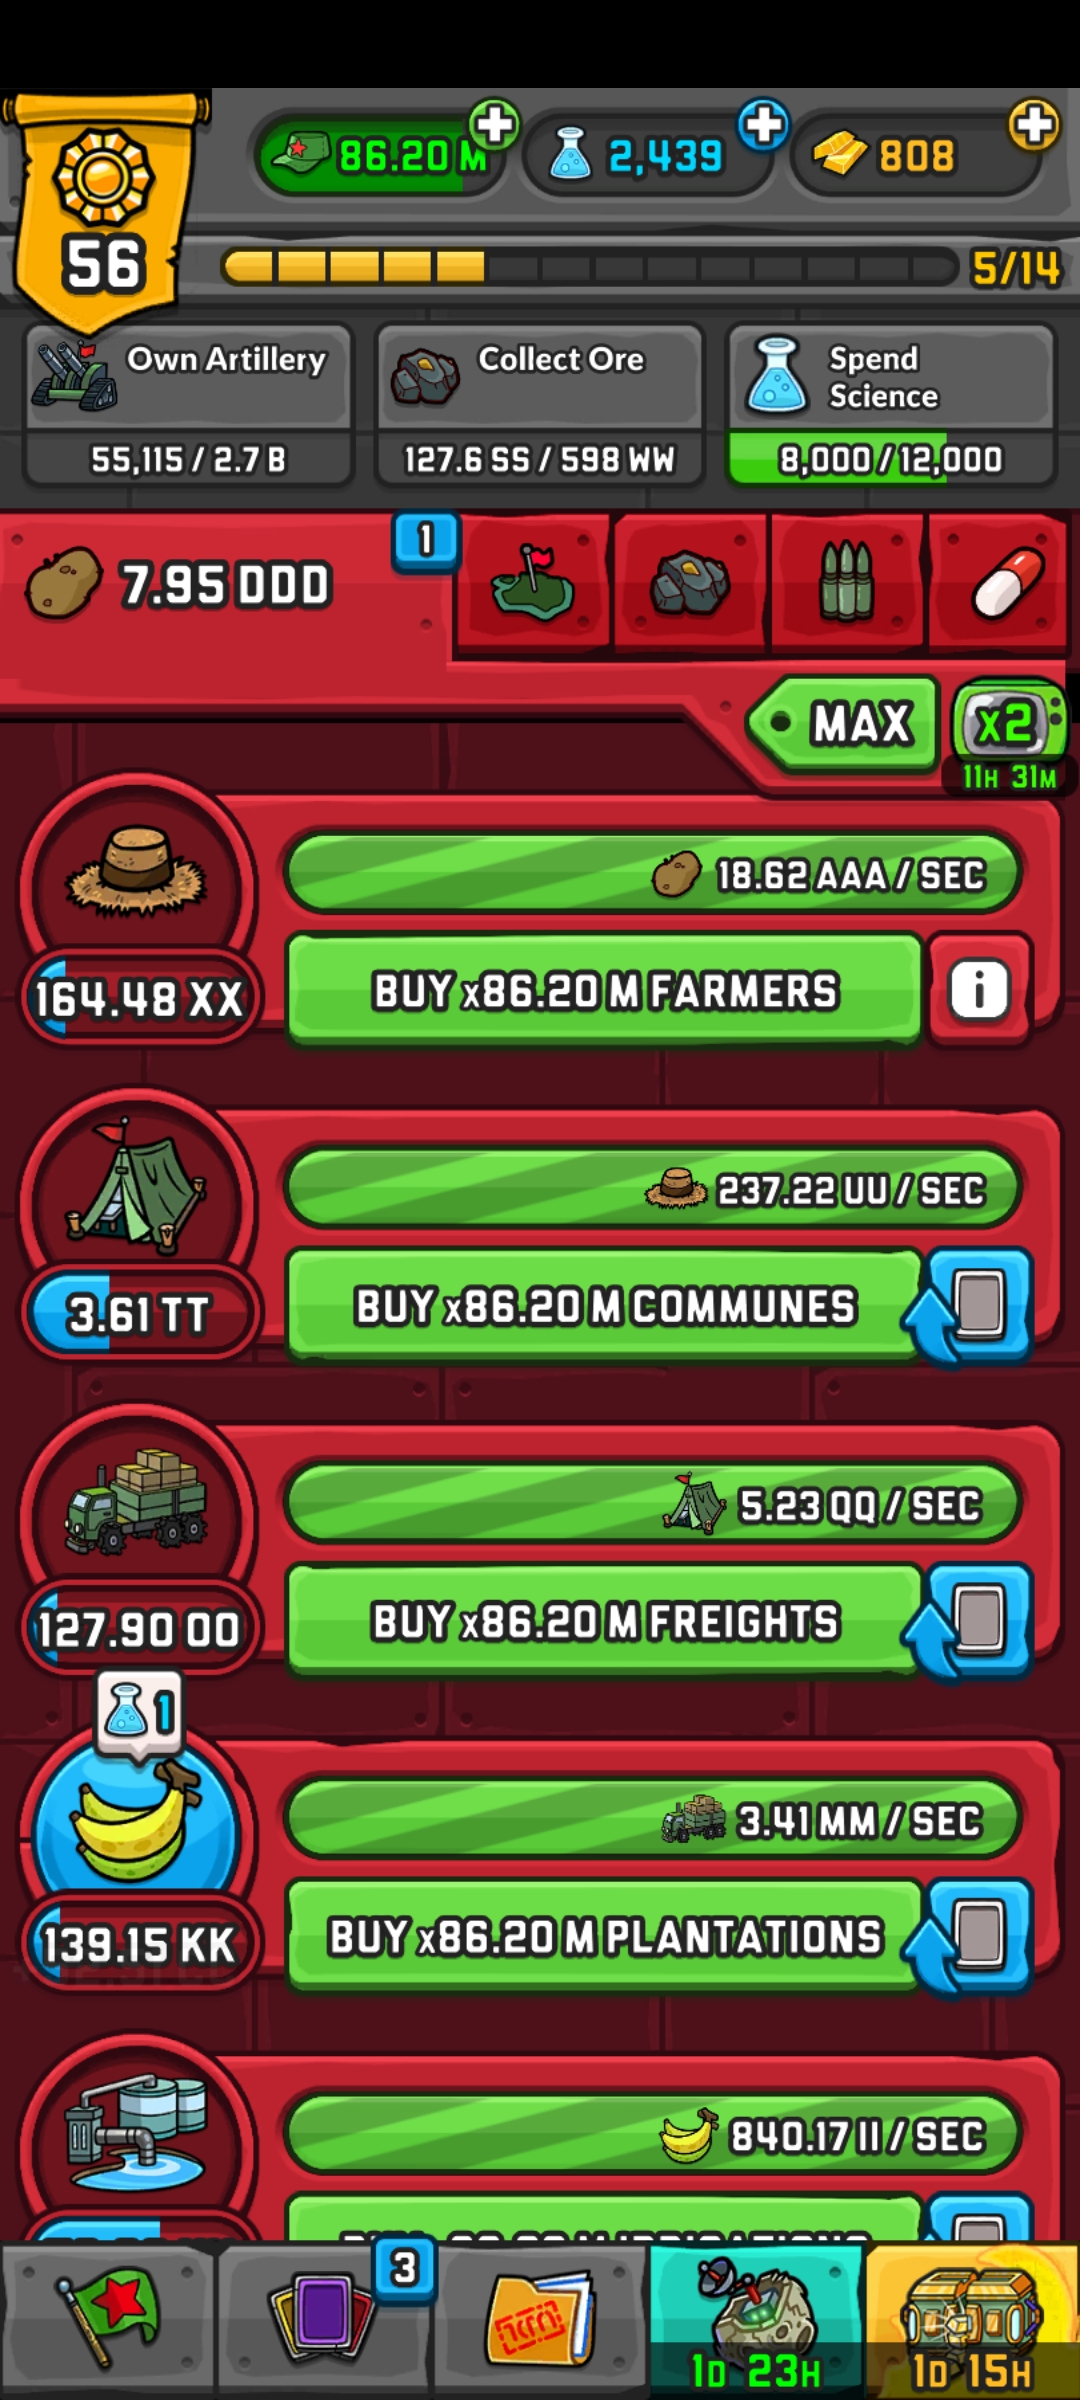 86.20 M
2,439
808
56
5/14
Own Artillery
55,115 / 2.7 B
Collect Ore
127.6 SS / 598 WW
Spend
Science
8,000 / 12,000
7.95 DDD
1
MAX
x2
11H 31M
18.62 AAA / SEC
164.48 XX
BUY x86.20 M FARMERS
i
237.22 UU / SEC
3.61 TT
BUY x86.20 M COMMUNES
5.23 QQ / SEC
127.90 OO
BUY x86.20 M FREIGHTS
1
3.41 MM / SEC
139.15 KK
BUY x86.20 M PLANTATIONS
840.17 II / SEC
3
1D 23H
1D 15H